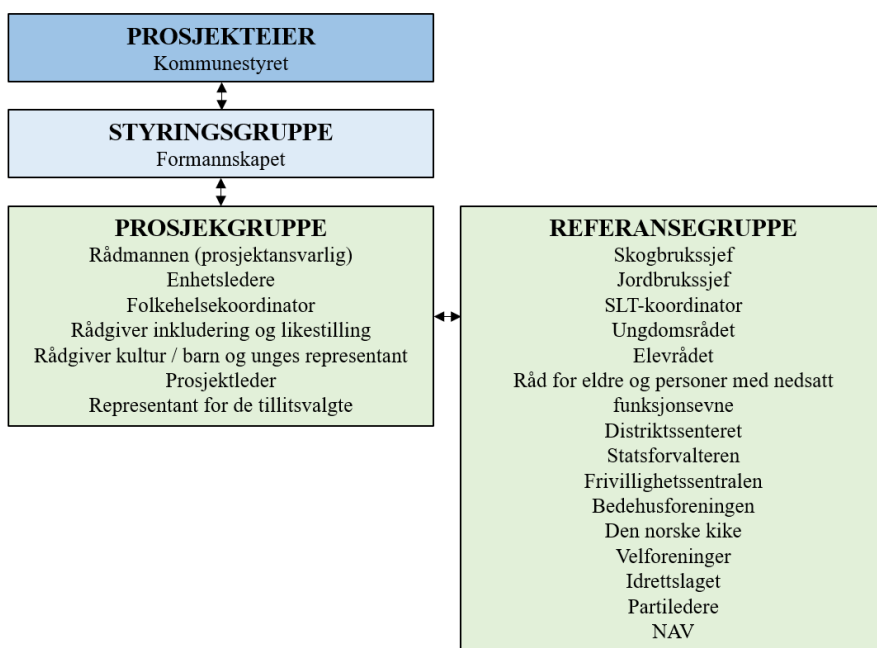 PROSJEKTEIER
Kommunestyret
STYRINGSGRUPPE
Formannskapet
PROSJEKGRUPPE
Rådmannen (prosjektansvarlig)
Enhetsledere
Folkehelsekoordinator
Rådgiver inkludering og likestilling
Rådgiver kultur / barn og unges representant
Prosjektleder
Representant for de tillitsvalgte
REFERANSEGRUPPE
Skogbrukssjef
Jordbrukssjef
SLT-koordinator
Ungdomsrådet
Elevrådet
Råd for eldre og personer med nedsatt
funksjonsevne
Distriktssenteret
Statsforvalteren
Frivillighetssentralen
Bedehusforeningen
Den norske kike
Velforeninger
Idrettslaget
Partiledere
NAV